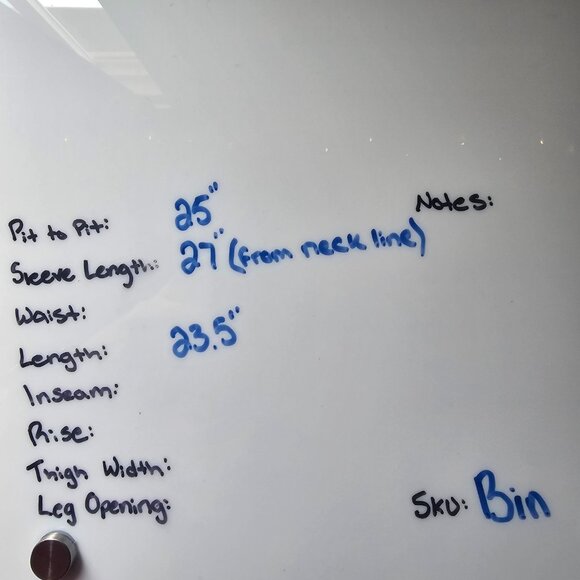 Notes:
Pit to Pit: 25"
Sleeve Length: 27" (from neck line)
Waist:
Length: 23.5"
Inseam:
Rise:
Thigh Width:
Leg Opening:
SKU: Bin